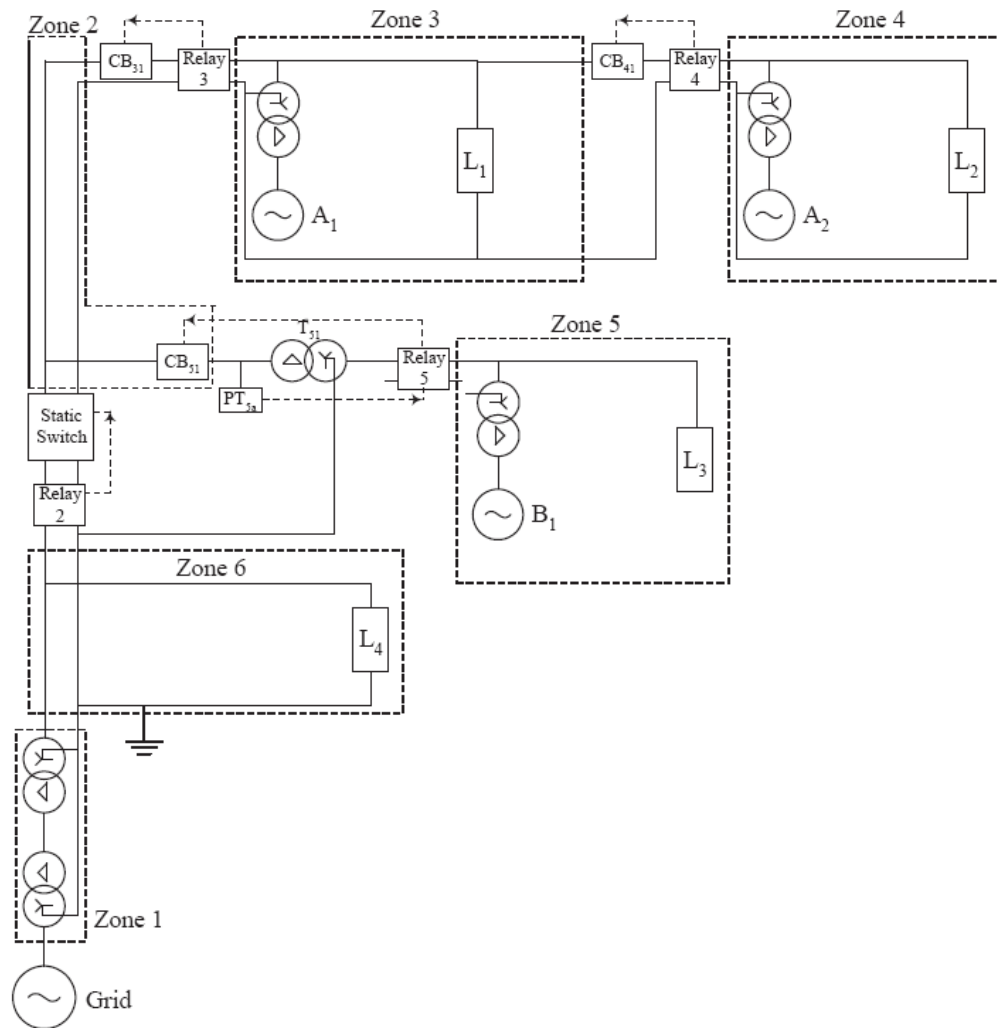 Zone 2
Zone 3
Zone 4
CB31
Relay
3
CB41
Relay
4
L1
L2
A1
A2
T51
Zone 5
CB51
Relay
5
PT5a
Static
Switch
L3
Relay
2
B1
Zone 6
L4
Zone 1
Grid